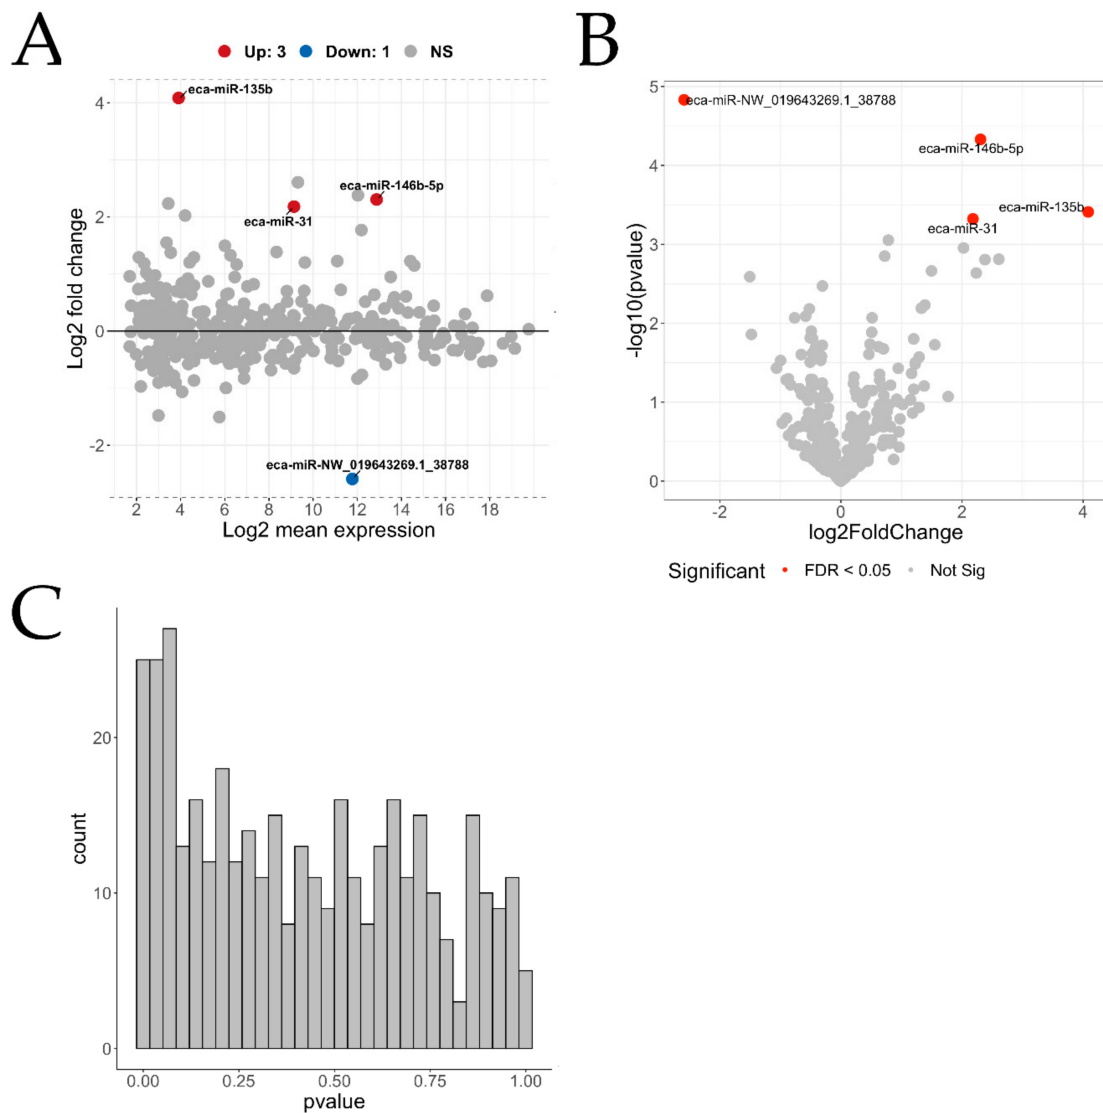 A
Up: 3 Down: 1 NS
eca-miR-135b
eca-miR-146b-5p
eca-miR-31
eca-miR-NW_019643269.1_38788
4
2
0
-2
Log2 fold change
2 4 6 8 10 12 14 16 18
Log2 mean expression
B
eca-miR-NW_019643269.1_38788
eca-miR-146b-5p
eca-miR-135b
eca-miR-31
5
4
3
2
1
0
-log10(pvalue)
-2 0 2 4
log2FoldChange
Significant FDR < 0.05 Not Sig
C
20
10
0
count
0.00 0.25 0.50 0.75 1.00
pvalue